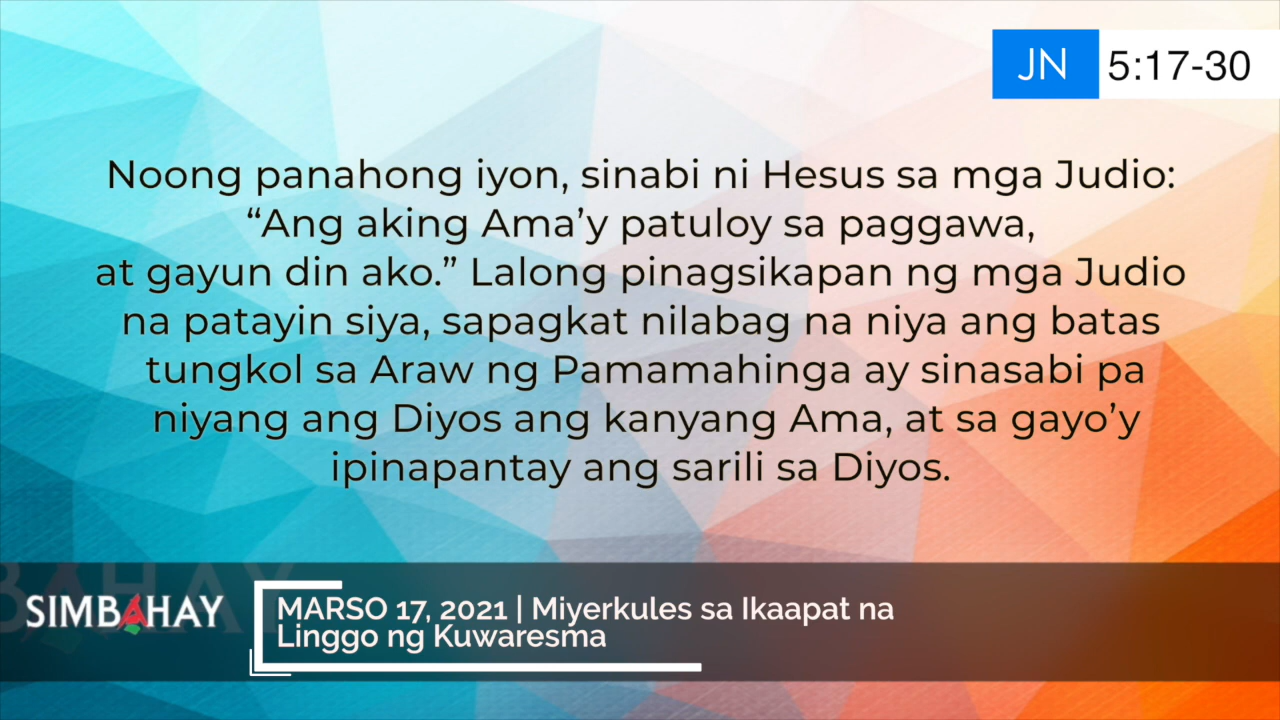 JN 5:17-30
Noong panahong iyon, sinabi ni Hesus sa mga Judio:
“Ang aking Ama’y patuloy sa paggawa,
at gayun din ako.” Lalong pinagsikapan ng mga Judio
na patayin siya, sapagkat nilabag na niya ang batas
tungkol sa Araw ng Pamamahinga ay sinasabi pa
niyang ang Diyos ang kanyang Ama, at sa gayo’y
ipinapantay ang sarili sa Diyos.
SIMBAHAY
MARSO 17, 2021 | Miyerkules sa Ikaapat na
Linggo ng Kuwaresma